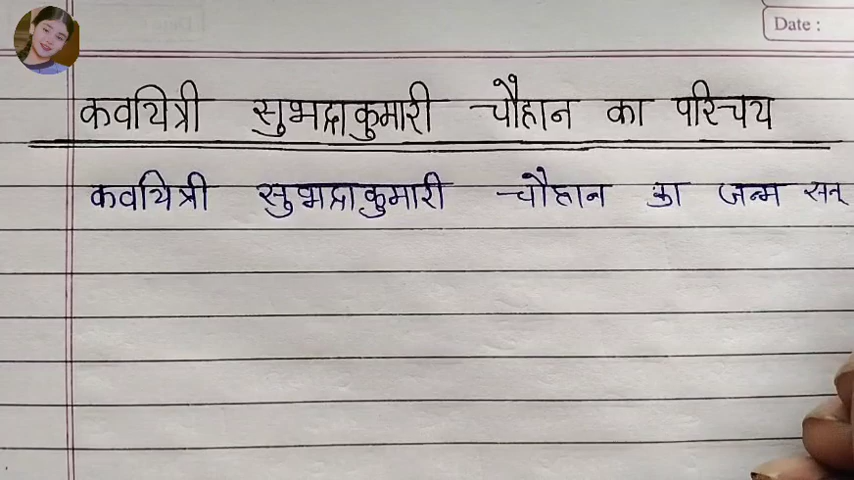 Date :
कवयित्री सुभद्राकुमारी चौहान का परिचय
कवयित्री सुभद्राकुमारी चौहान का जन्म सन्